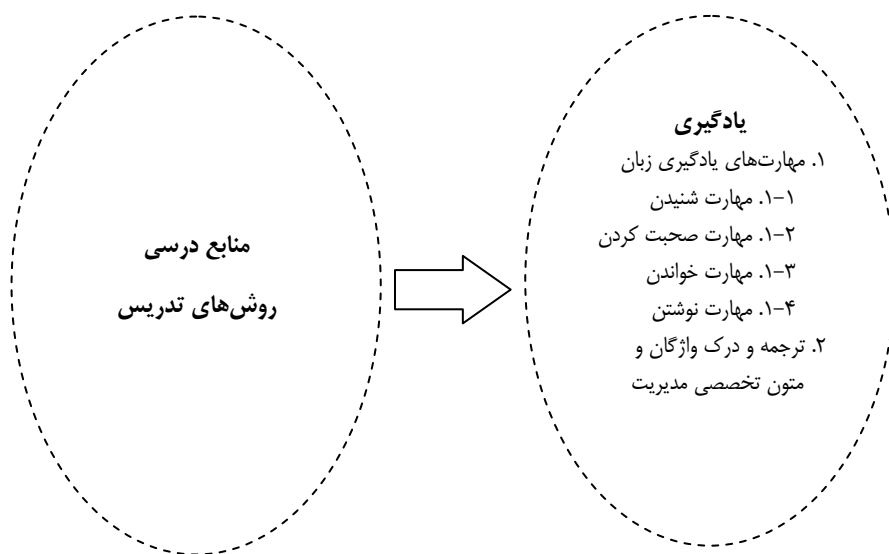 یادگیری
۱. مهارت‌های یادگیری زبان
۱-۱. مهارت شنیدن
۱-۲. مهارت صحبت کردن
۱-۳. مهارت خواندن
۱-۴. مهارت نوشتن
۲. ترجمه و درک واژگان و
متون تخصصی مدیریت
منابع درسی
روش‌های تدریس